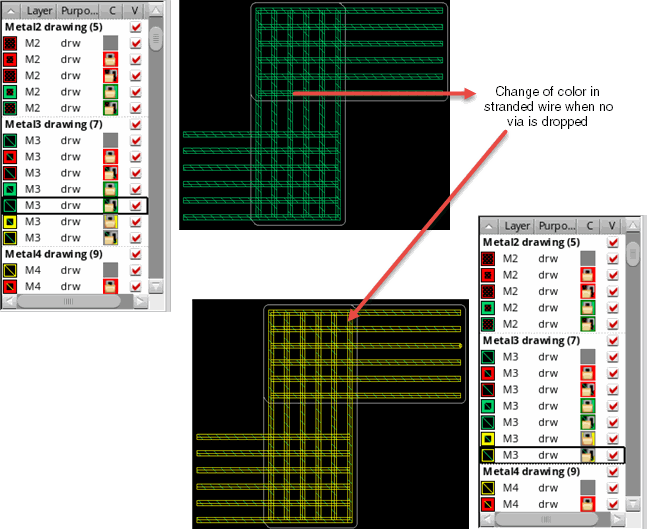 Layer Purpo... C V
Metal2 drawing (5)
M2 drw
M2 drw
M2 drw
M2 drw
M2 drw
Metal3 drawing (7)
M3 drw
M3 drw
M3 drw
M3 drw
M3 drw
M3 drw
M3 drw
Metal4 drawing (9)
M4 drw
M4 drw
Change of color in
stranded wire when no
via is dropped
Layer Purpo... C V
Metal2 drawing (5)
M2 drw
M2 drw
M2 drw
M2 drw
M2 drw
Metal3 drawing (7)
M3 drw
M3 drw
M3 drw
M3 drw
M3 drw
M3 drw
M3 drw
Metal4 drawing (9)
M4 drw
M4 drw